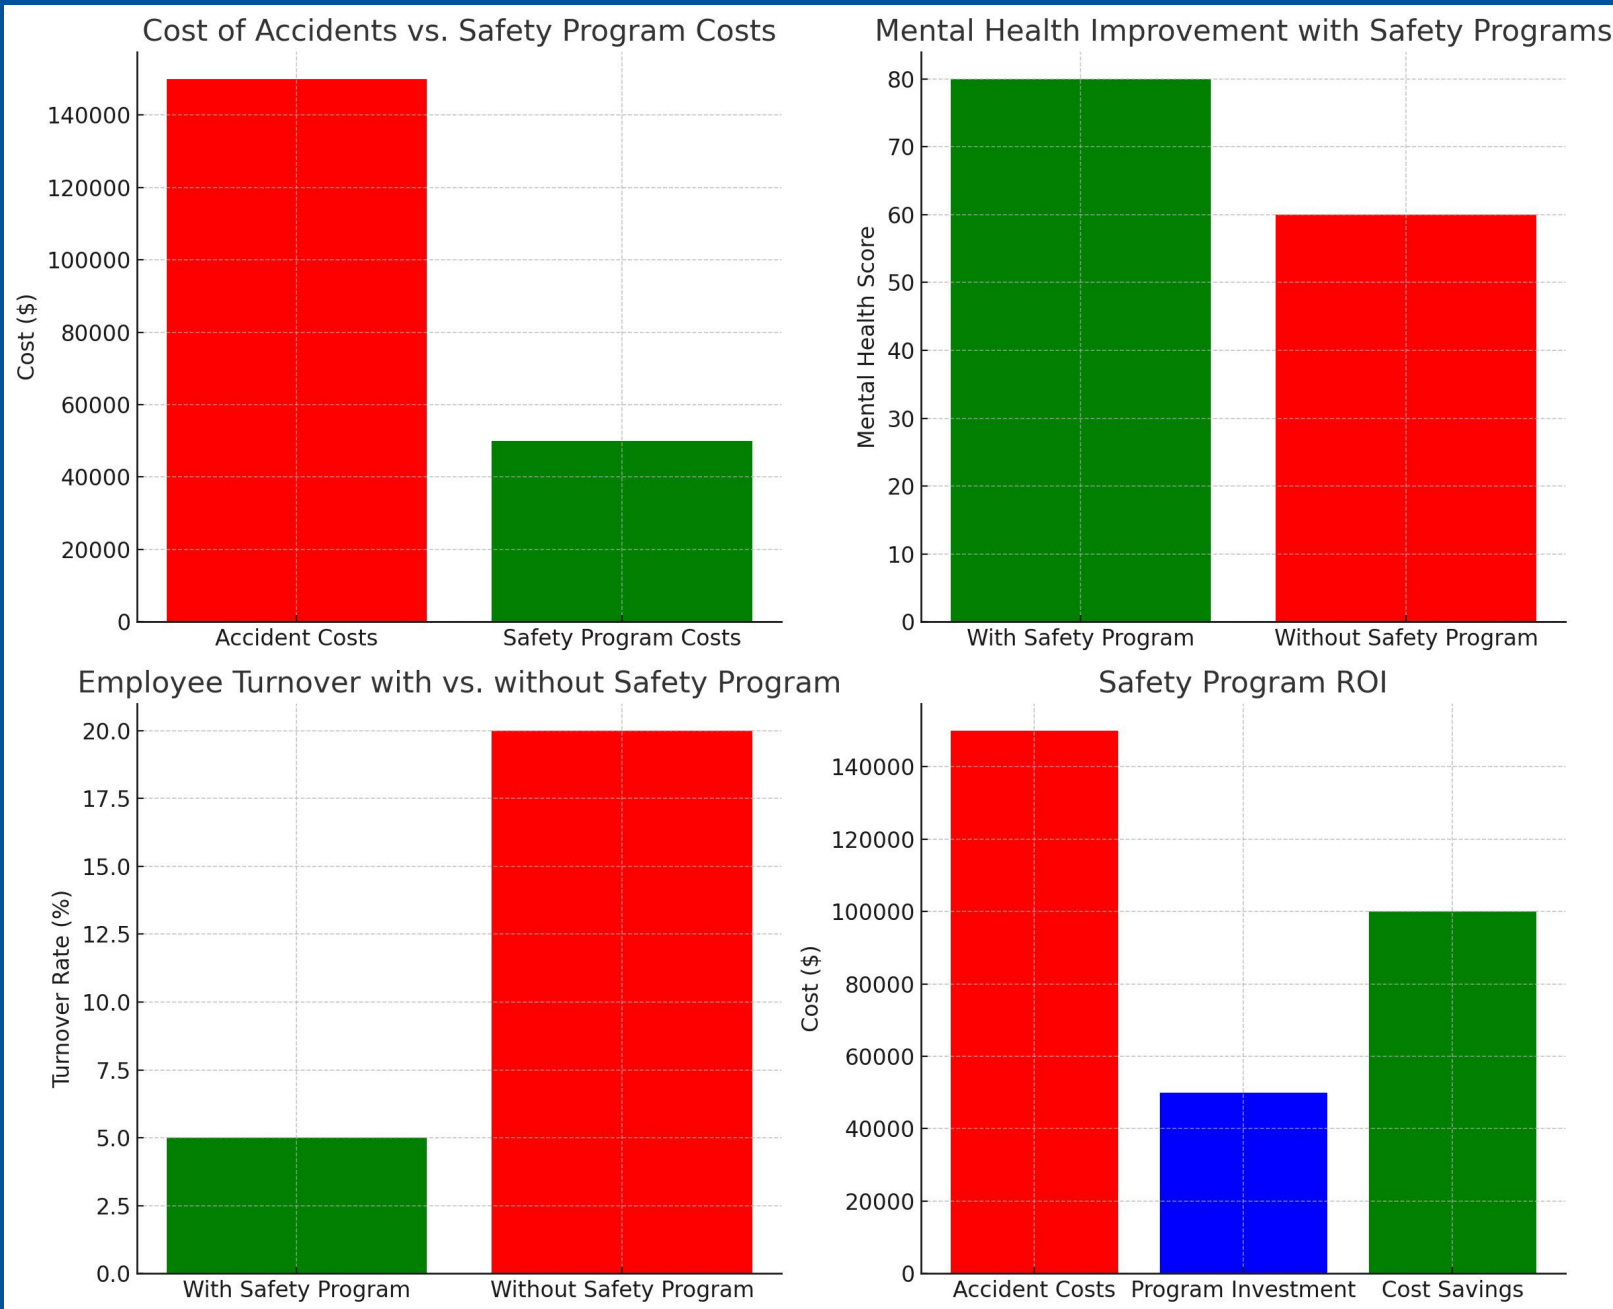 Cost of Accidents vs. Safety Program Costs
Cost ($)
140000
120000
100000
80000
60000
40000
20000
0
Accident Costs
Safety Program Costs
Mental Health Improvement with Safety Programs
Mental Health Score
80
70
60
50
40
30
20
10
0
With Safety Program
Without Safety Program
Employee Turnover with vs. without Safety Program
Turnover Rate (%)
20.0
17.5
15.0
12.5
10.0
7.5
5.0
2.5
0.0
With Safety Program
Without Safety Program
Safety Program ROI
Cost ($)
140000
120000
100000
80000
60000
40000
20000
0
Accident Costs
Program Investment
Cost Savings